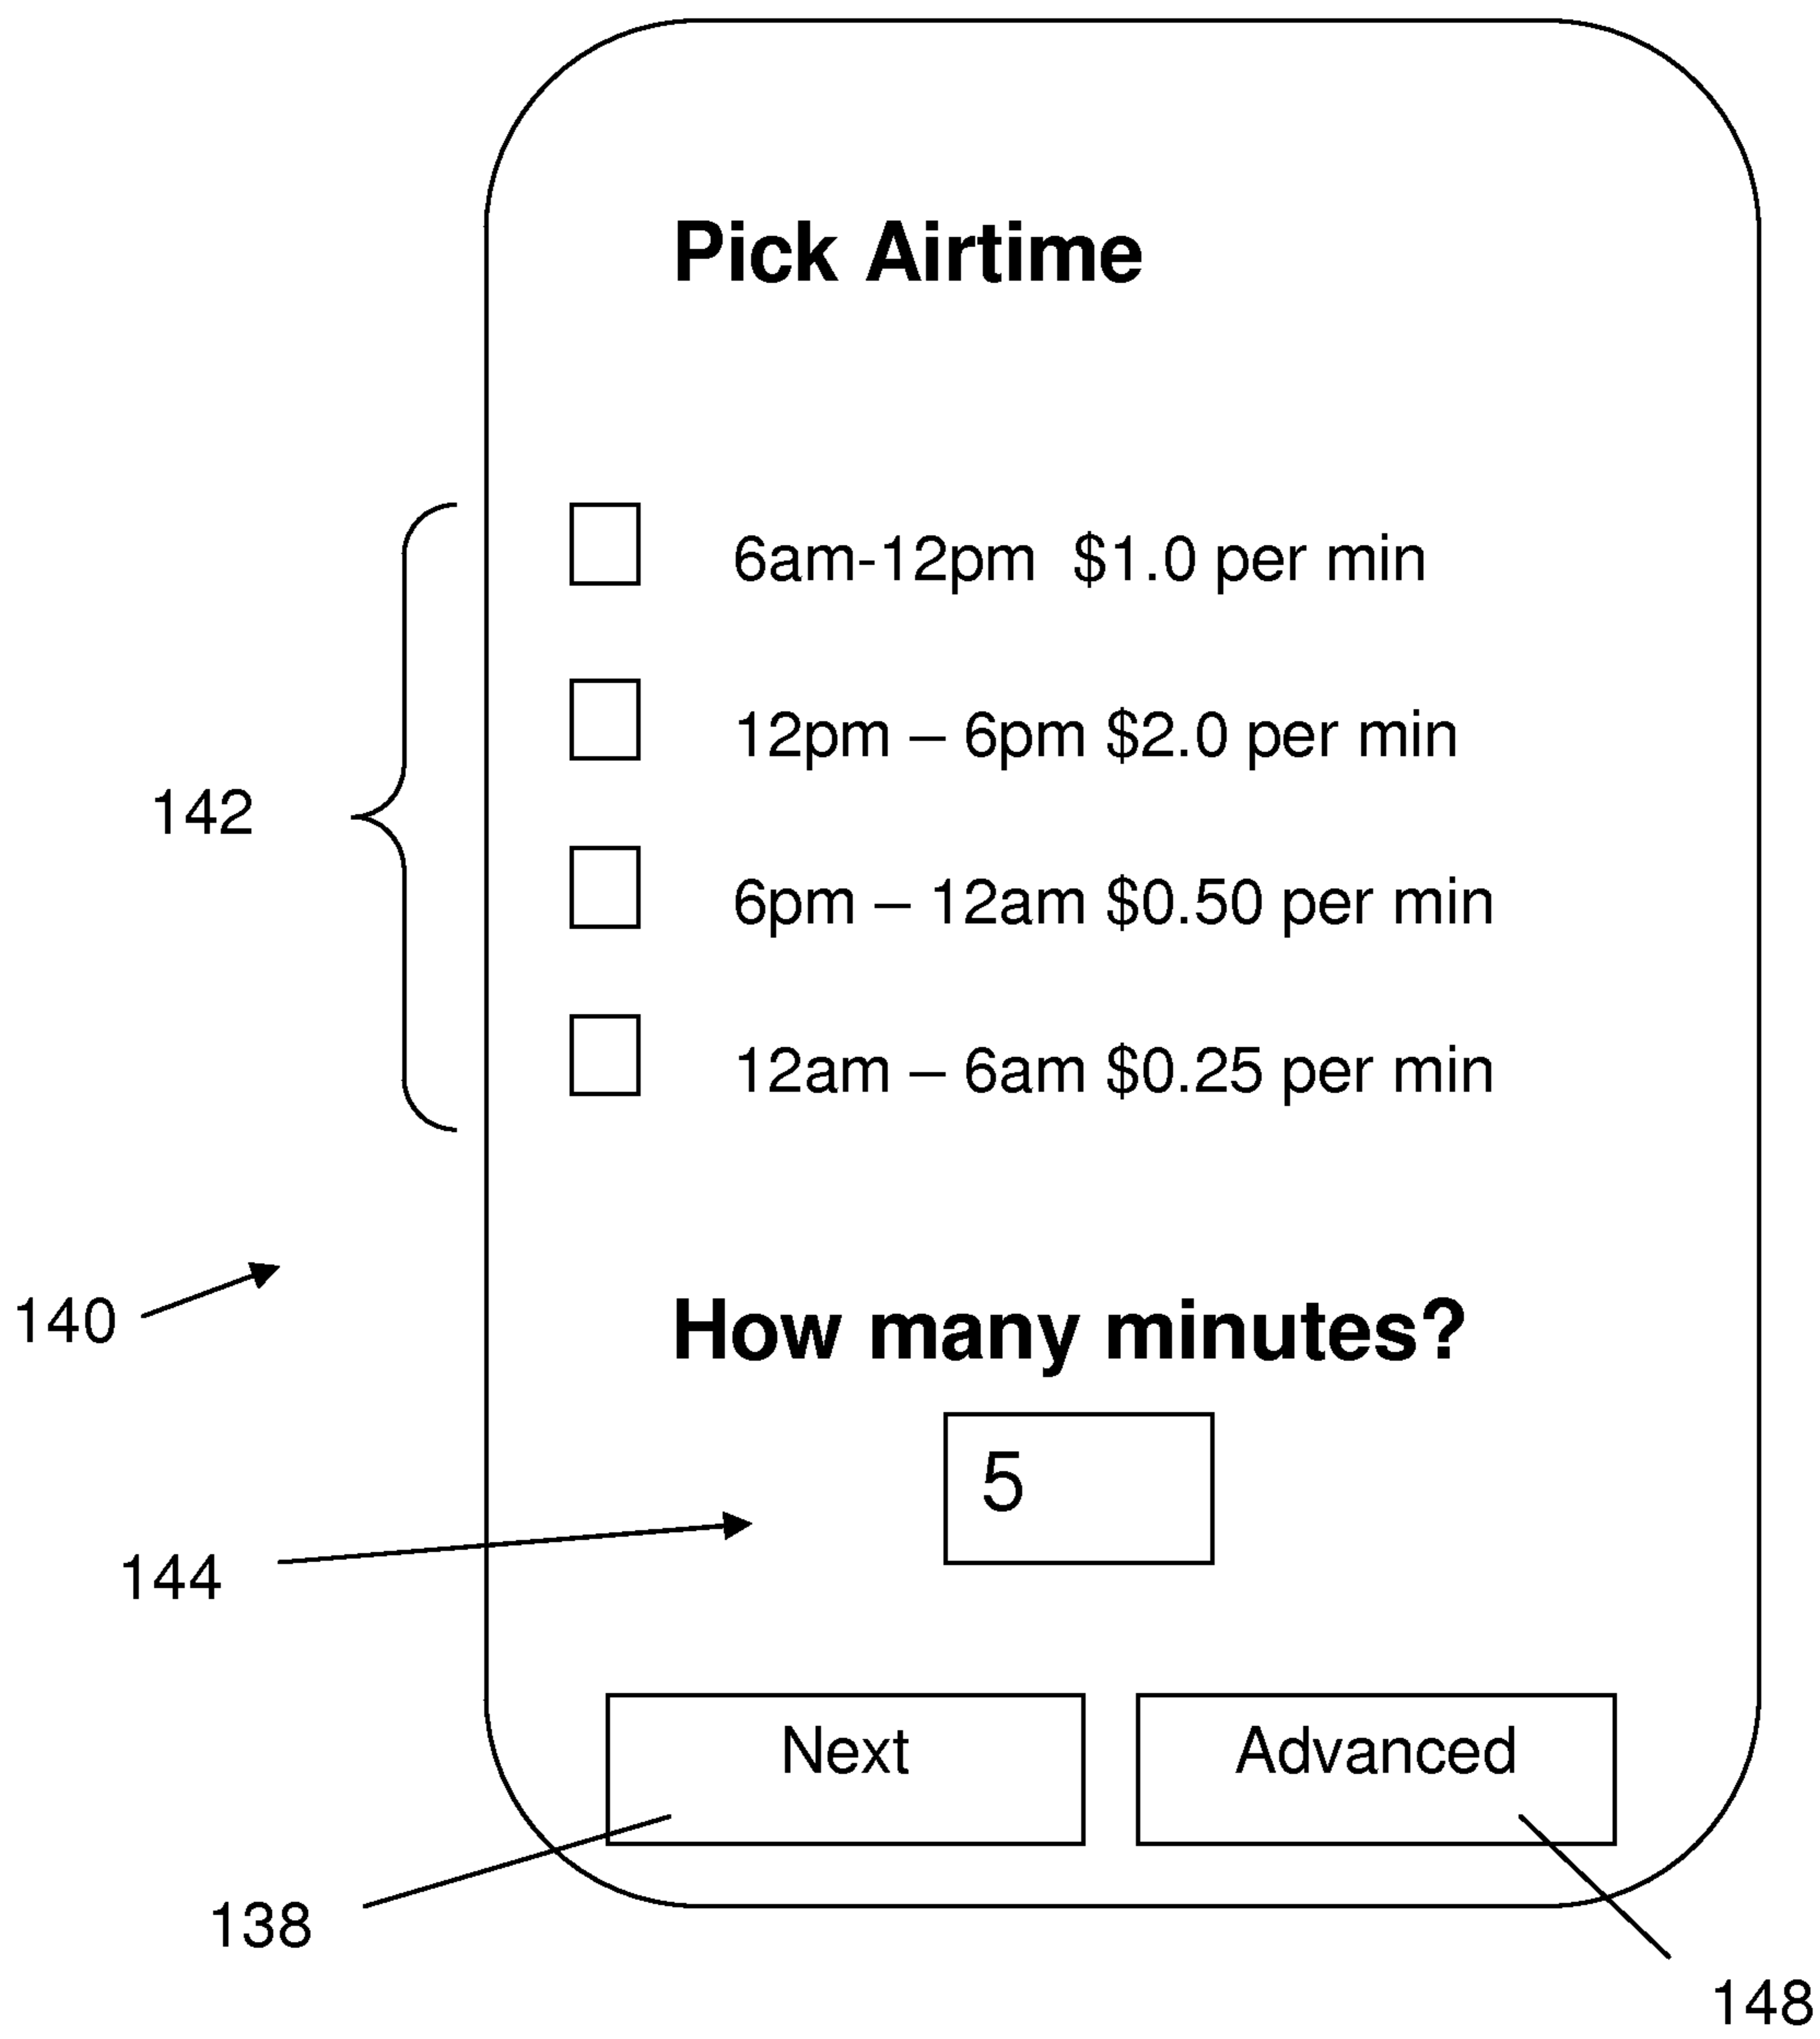 Pick Airtime
6am-12pm $1.0 per min
12pm – 6pm $2.0 per min
142
6pm – 12am $0.50 per min
12am – 6am $0.25 per min
140
How many minutes?
5
144
Next
Advanced
138
148